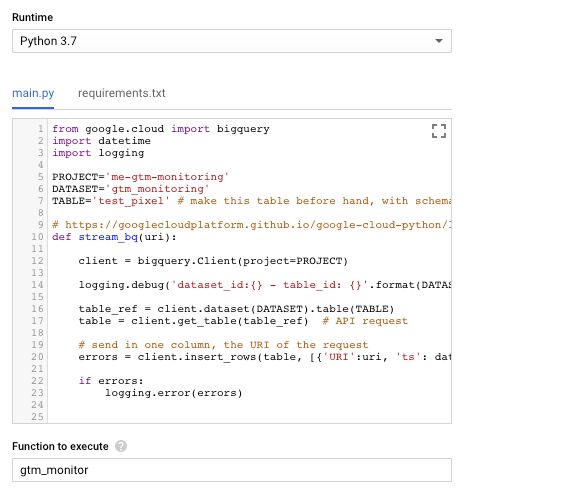 Runtime
Python 3.7
main.py requirements.txt
1 from google.cloud import bigquery
2 import datetime
3 import logging
4
5 PROJECT='me-gtm-monitoring'
6 DATASET='gtm_monitoring'
7 TABLE='test_pixel' # make this table before hand, with schema
8
9 # https://googlecloudplatform.github.io/google-cloud-python/
10 def stream_bq(uri):
11
12 client = bigquery.Client(project=PROJECT)
13
14 logging.debug('dataset_id:{} - table_id: {}'.format(DATAS
15
16 table_ref = client.dataset(DATASET).table(TABLE)
17 table = client.get_table(table_ref) # API request
18
19 # send in one column, the URI of the request
20 errors = client.insert_rows(table, [{'URI':uri, 'ts': dat
21
22 if errors:
23 logging.error(errors)
24
25
Function to execute ?
gtm_monitor